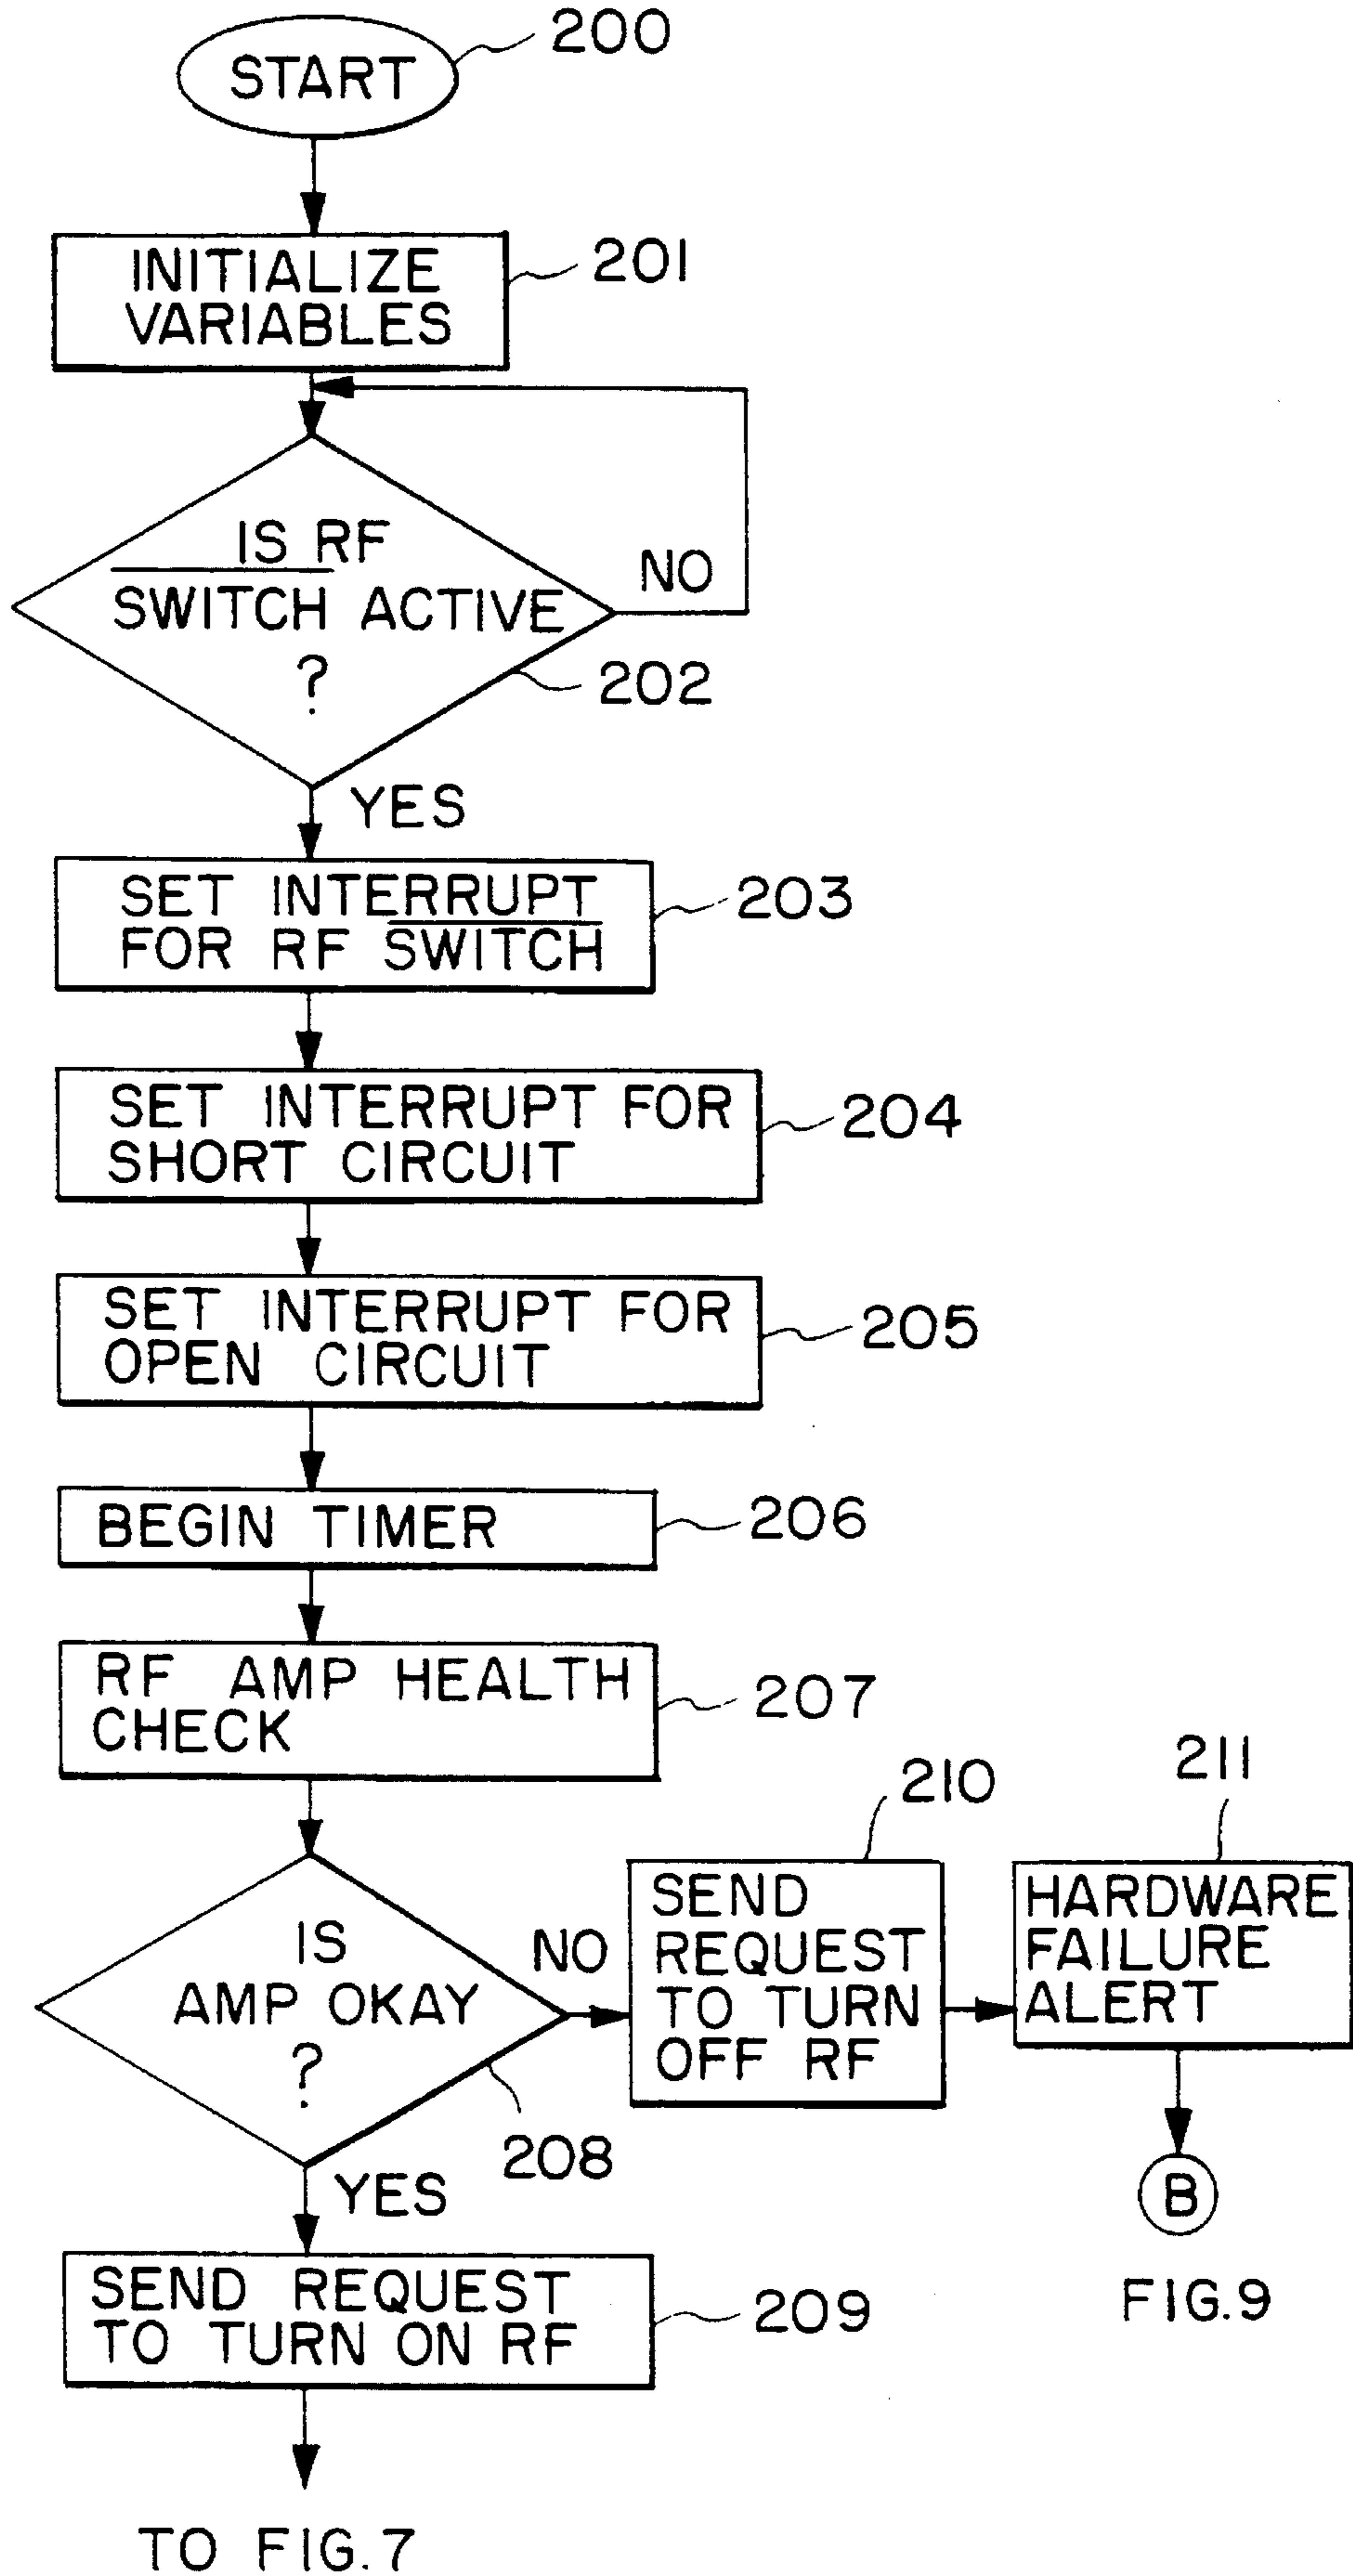 START
200
INITIALIZE
VARIABLES
201
IS RF
SWITCH ACTIVE
?
NO
202
YES
SET INTERRUPT
FOR RF SWITCH
203
SET INTERRUPT FOR
SHORT CIRCUIT
204
SET INTERRUPT FOR
OPEN CIRCUIT
205
BEGIN TIMER
206
RF AMP HEALTH
CHECK
207
IS
AMP OKAY
?
NO
208
210
SEND
REQUEST
TO TURN
OFF RF
211
HARDWARE
FAILURE
ALERT
B
FIG.9
YES
SEND REQUEST
TO TURN ON RF
209
TO FIG.7